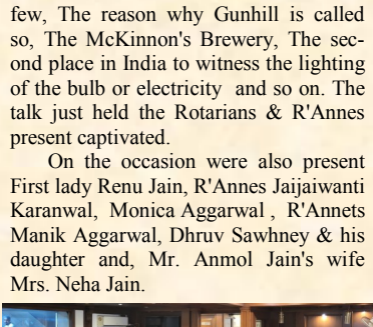 few, The reason why Gunhill is called
so, The McKinnon's Brewery, The sec-
ond place in India to witness the lighting
of the bulb or electricity and so on. The
talk just held the Rotarians & R'Annes
present captivated.
On the occasion were also present
First lady Renu Jain, R'Annes Jaijaiwanti
Karanwal, Monica Aggarwal , R'Annets
Manik Aggarwal, Dhruv Sawhney & his
daughter and, Mr. Anmol Jain's wife
Mrs. Neha Jain.